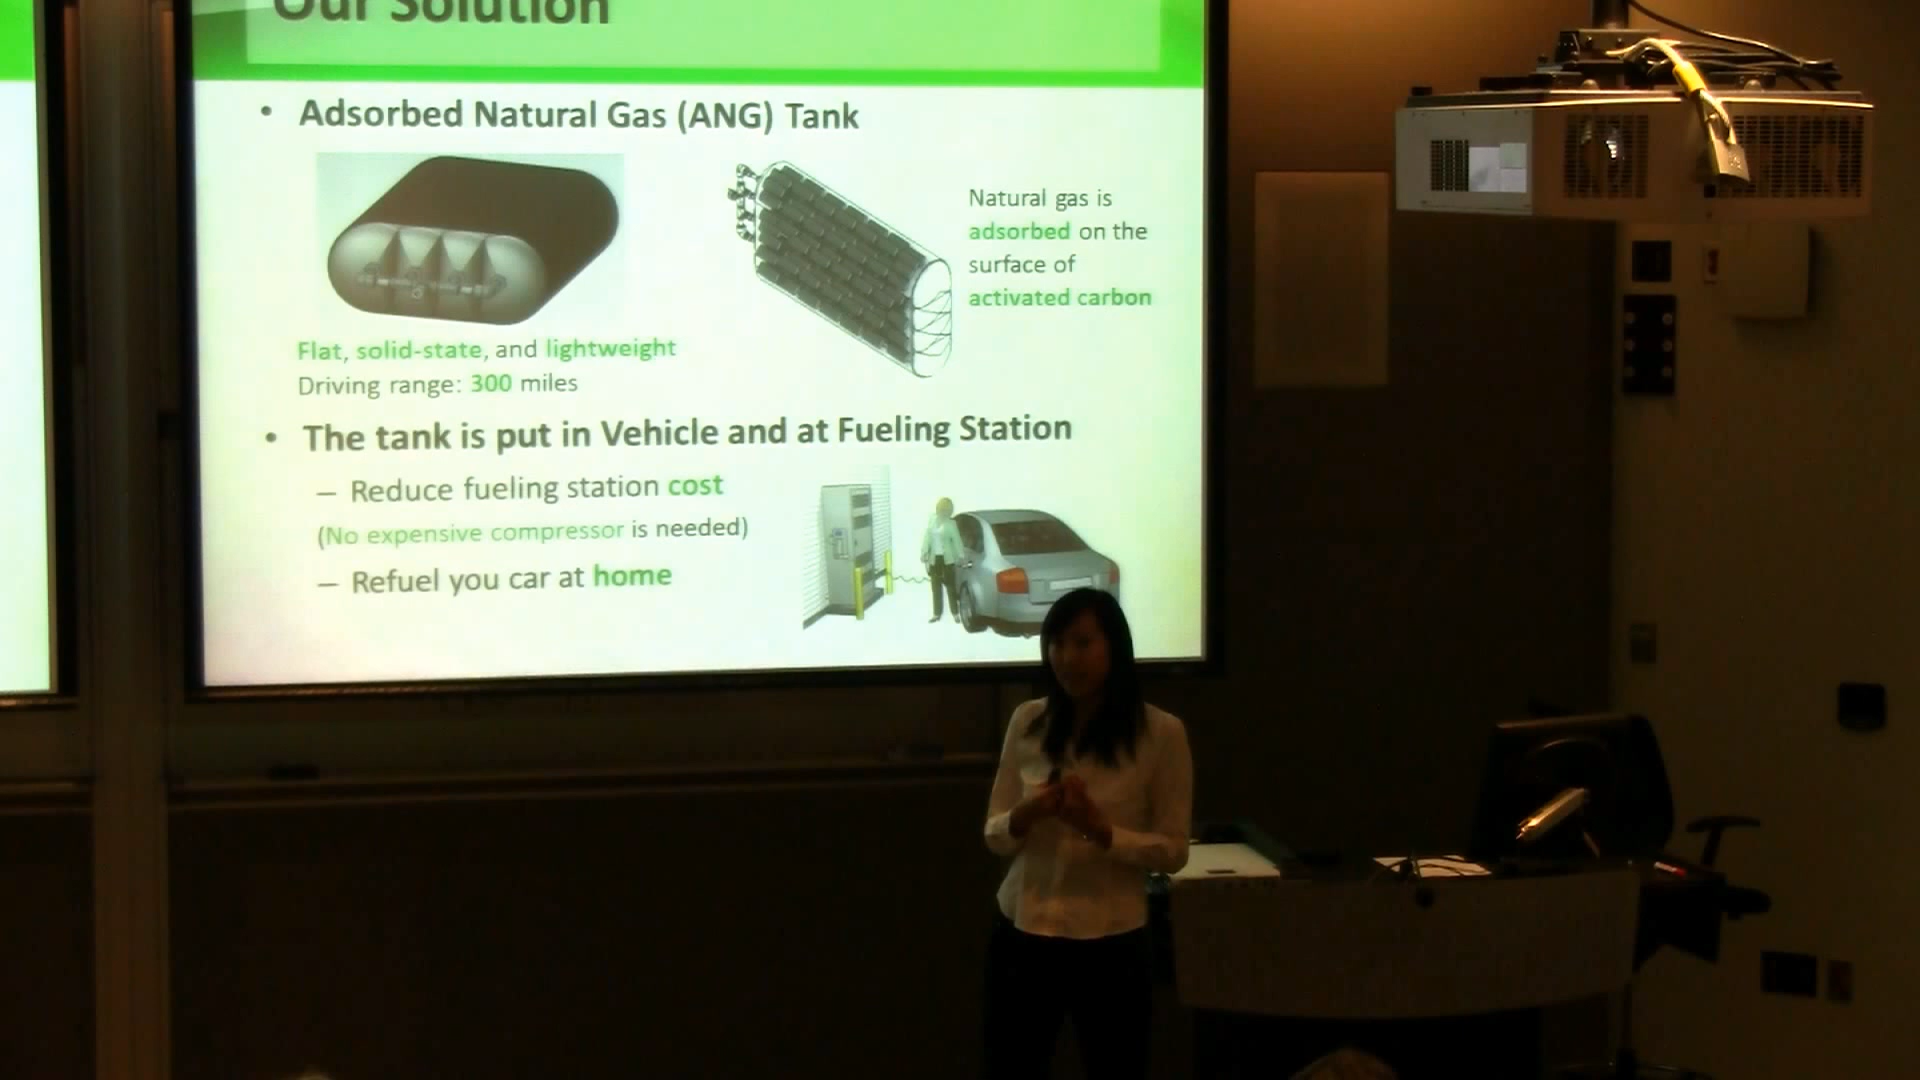 Our Solution
• Adsorbed Natural Gas (ANG) Tank
Natural gas is
adsorbed on the
surface of
activated carbon
Flat, solid-state, and lightweight
Driving range: 300 miles
• The tank is put in Vehicle and at Fueling Station
– Reduce fueling station cost
(No expensive compressor is needed)
– Refuel you car at home